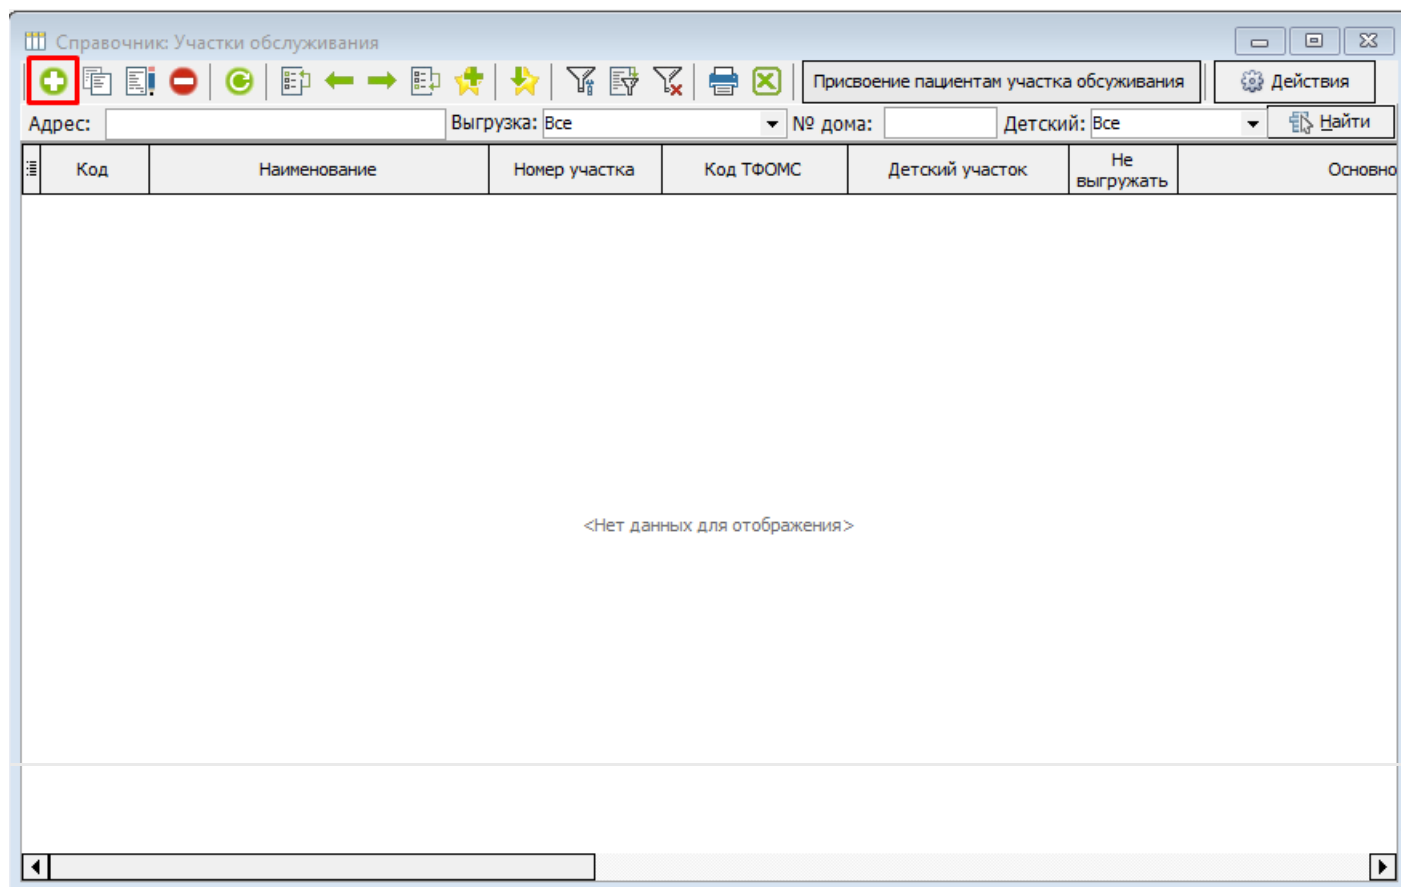 Справочник: Участки обслуживания
Присвоение пациентам участка обсуживания
Действия
Адрес:
Выгрузка: Все
№ дома:
Детский: Все
Найти
Код
Наименование
Номер участка
Код ТФОМС
Детский участок
Не
выгружать
Основно
<Нет данных для отображения>